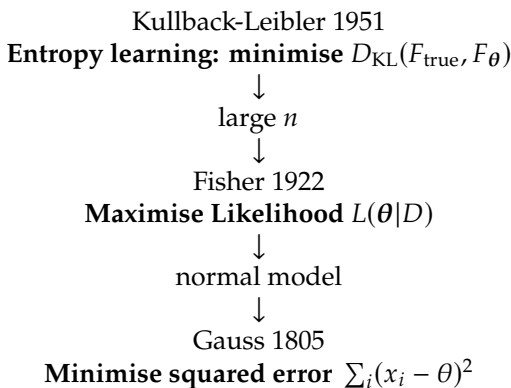 Kullback-Leibler 1951
Entropy learning: minimise D_KL(F_true, F_θ)
↓
large n
↓
Fisher 1922
Maximise Likelihood L(θ|D)
↓
normal model
↓
Gauss 1805
Minimise squared error ∑_i(x_i − θ)^2